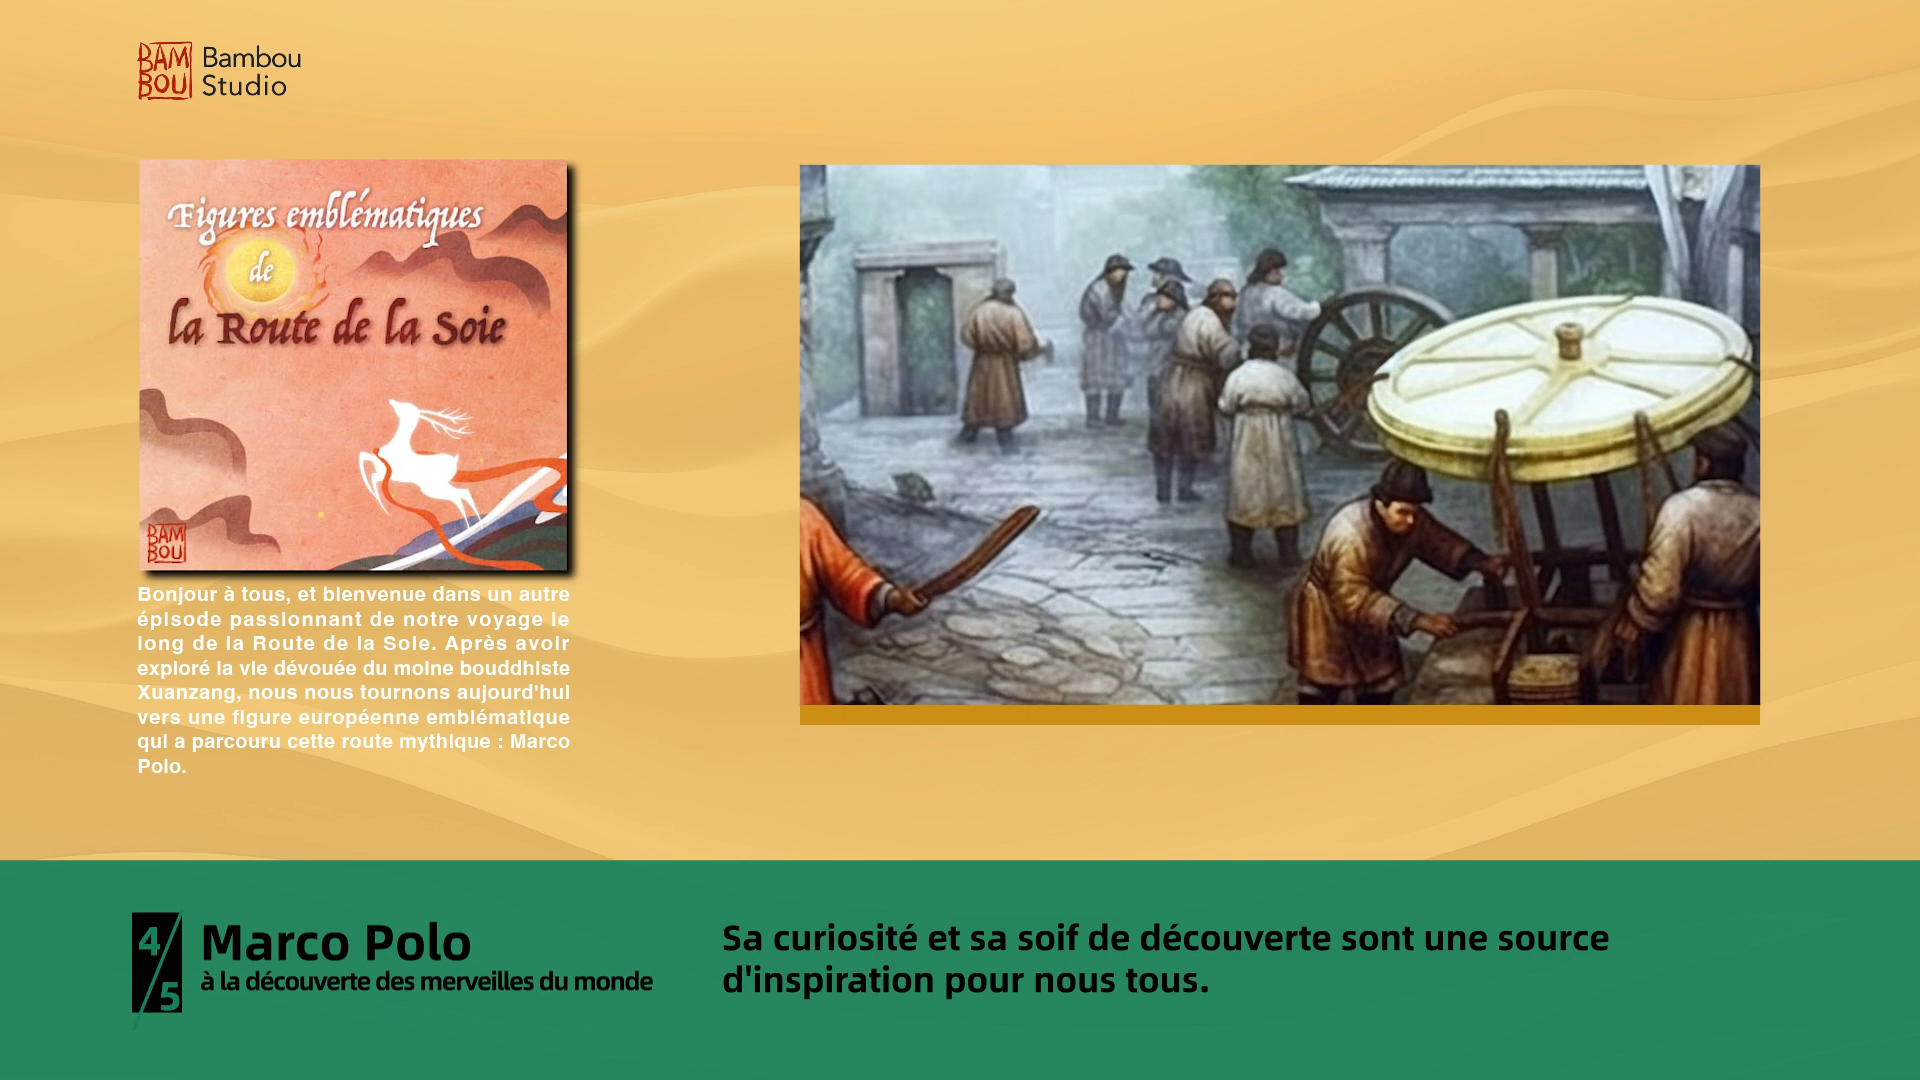 BAM
BOU
Bambou
Studio
Figures emblématiques
de
la Route de la Soie
BAM
BOU
Bonjour à tous, et bienvenue dans un autre
épisode passionnant de notre voyage le
long de la Route de la Soie. Après avoir
exploré la vie dévouée du moine bouddhiste
Xuanzang, nous nous tournons aujourd'hui
vers une figure européenne emblématique
qui a parcouru cette route mythique : Marco
Polo.
4/5
Marco Polo
à la découverte des merveilles du monde
Sa curiosité et sa soif de découverte sont une source
d'inspiration pour nous tous.